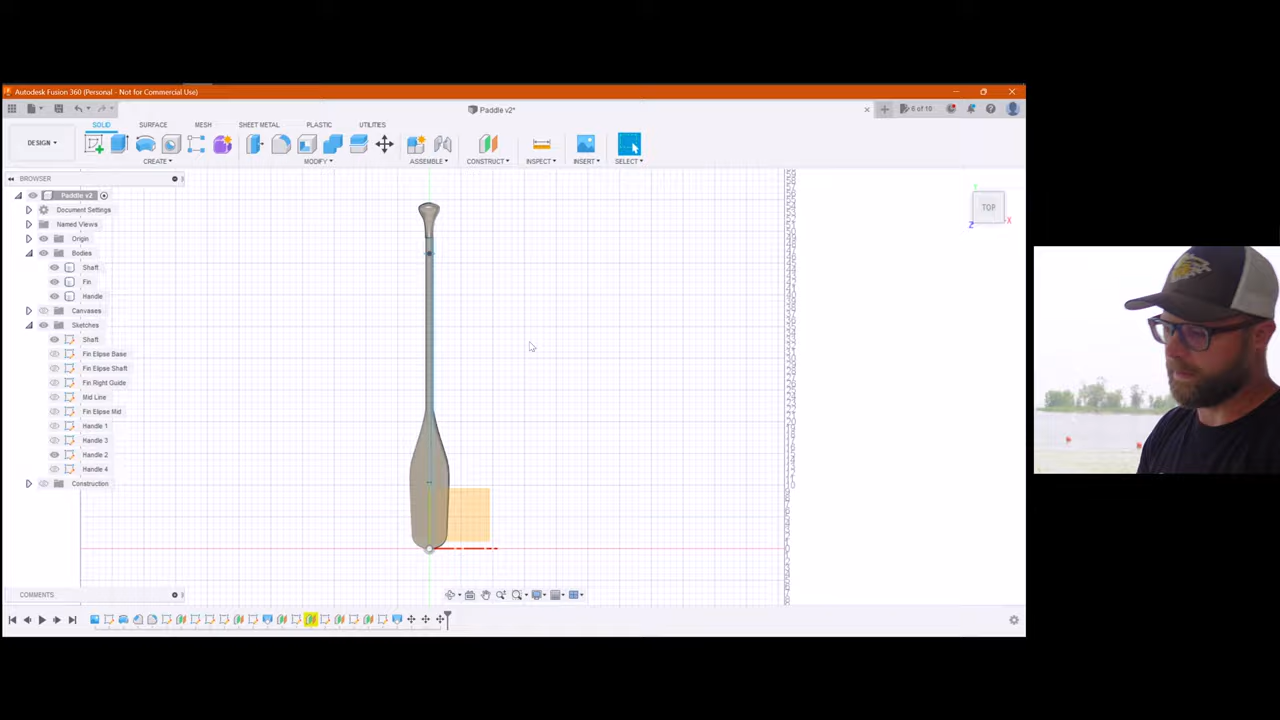 Autodesk Fusion 360 (Personal - Not for Commercial Use)
Paddle v2*
6 of 10
SOLID SURFACE MESH SHEET METAL PLASTIC UTILITIES
DESIGN
CREATE MODIFY ASSEMBLE CONSTRUCT INSPECT INSERT SELECT
BROWSER
Paddle v2
Document Settings
Named Views
Origin
Bodies
Shaft
Fin
Handle
Canvases
Sketches
Shaft
Fin Elipse Base
Fin Elipse Shaft
Fin Right Guide
Mid Line
Fin Elipse Mid
Handle 1
Handle 3
Handle 2
Handle 4
Construction
TOP
Y
X
Z
COMMENTS